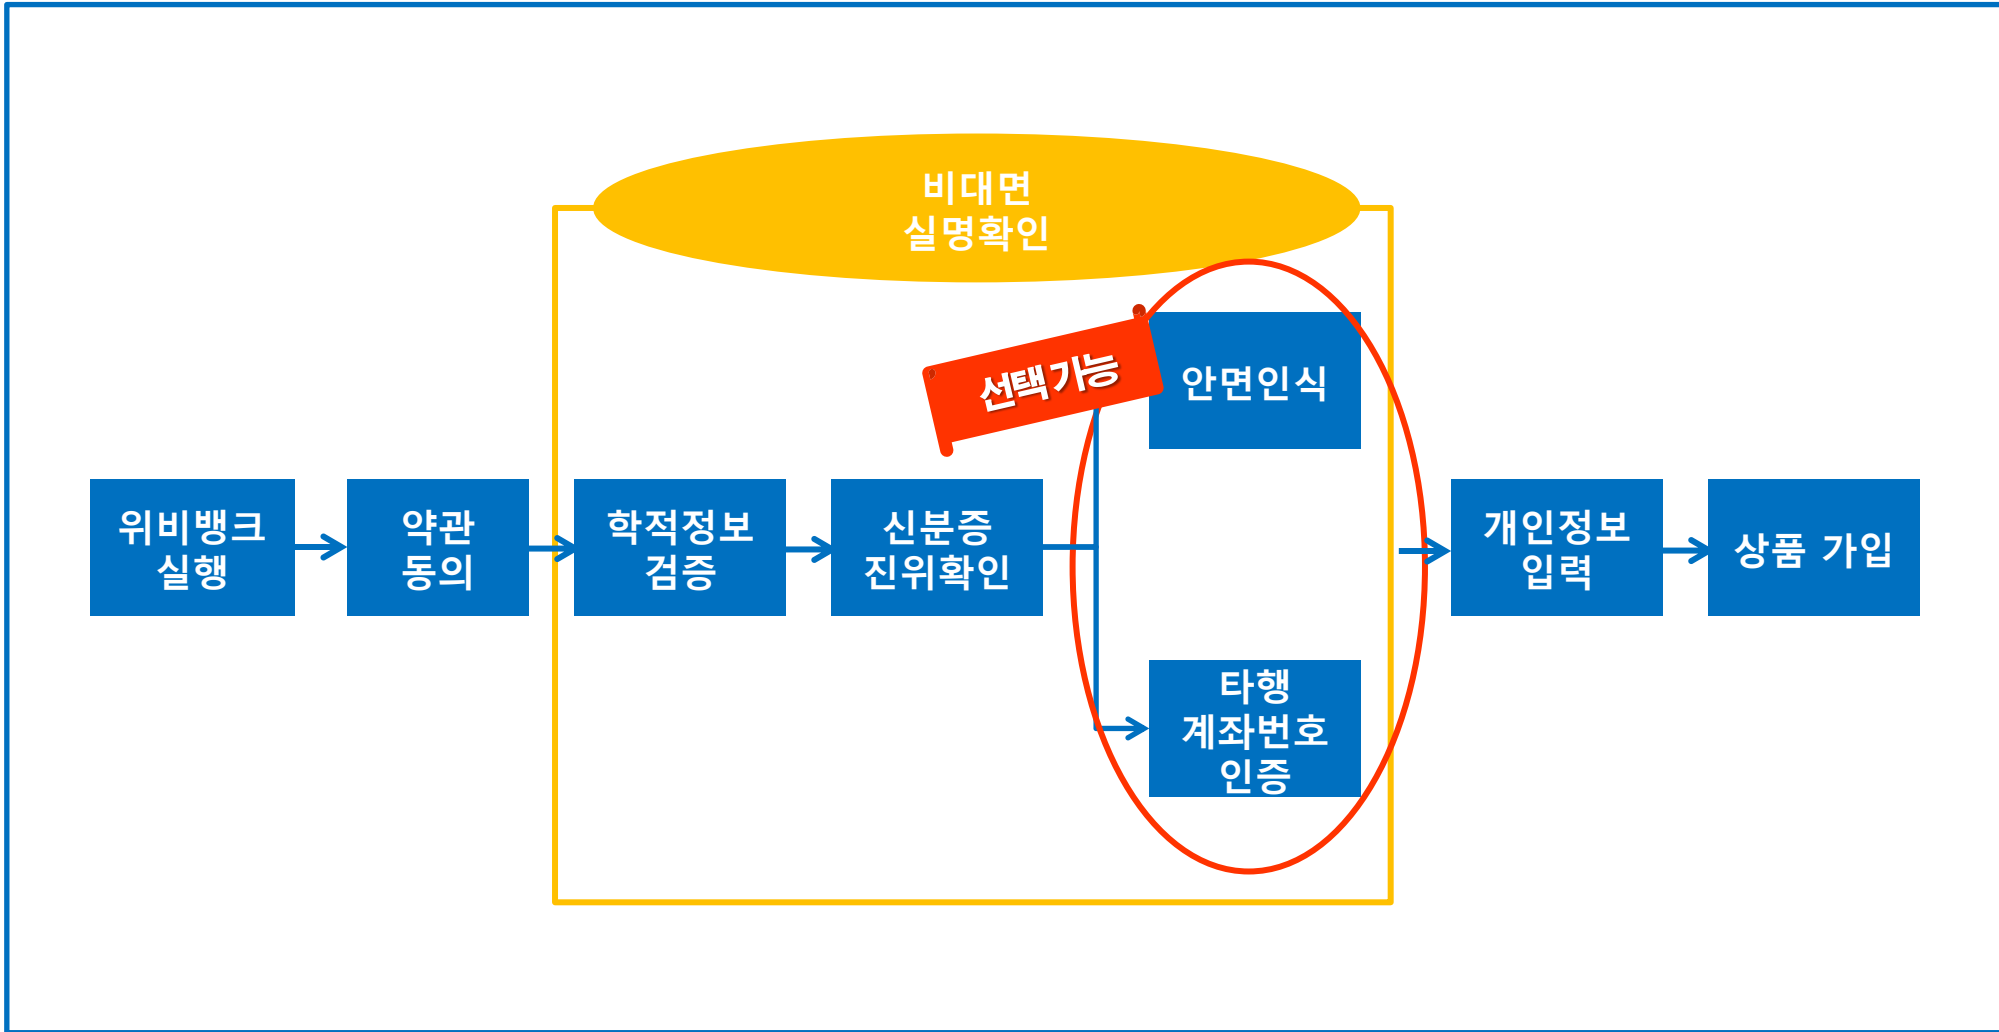 비대면
실명확인
선택 가능
안면인식
위비뱅크
실행
약관
동의
학적정보
검증
신분증
진위확인
타행
계좌번호
인증
개인정보
입력
상품 가입